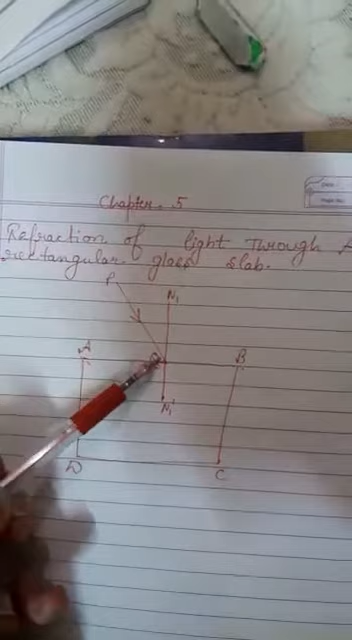 Chapter. 5
Refraction of light through A
rectangular glass slab.
P
N₁
A
B
N₁'
D
C